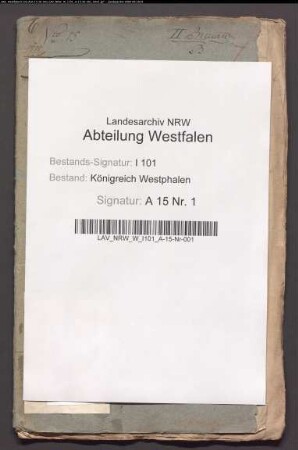 Landesarchiv NRW
Abteilung Westfalen
Bestands-Signatur: I 101
Bestand: Königreich Westphalen
Signatur: A 15 Nr. 1
LAV_NRW_W_I101_A-15-Nr-001